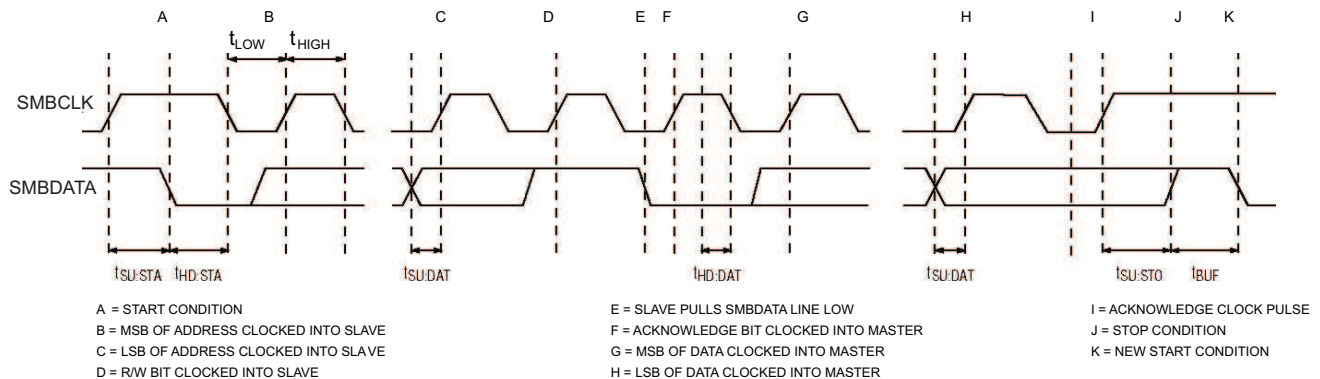 A B C D E F G H I J K
tLOW tHIGH
SMBCLK
SMBDATA
tSU:STA tHD:STA tSU:DAT tHD:DAT tSU:DAT tSU:STO tBUF
A = START CONDITION
B = MSB OF ADDRESS CLOCKED INTO SLAVE
C = LSB OF ADDRESS CLOCKED INTO SLAVE
D = R/W BIT CLOCKED INTO SLAVE
E = SLAVE PULLS SMBDATA LINE LOW
F = ACKNOWLEDGE BIT CLOCKED INTO MASTER
G = MSB OF DATA CLOCKED INTO MASTER
H = LSB OF DATA CLOCKED INTO MASTER
I = ACKNOWLEDGE CLOCK PULSE
J = STOP CONDITION
K = NEW START CONDITION